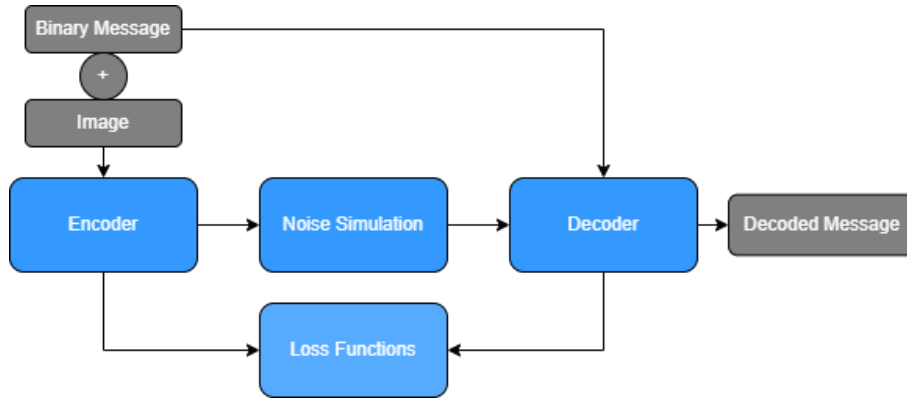 Binary Message
+
Image
Encoder
Noise Simulation
Decoder
Decoded Message
Loss Functions